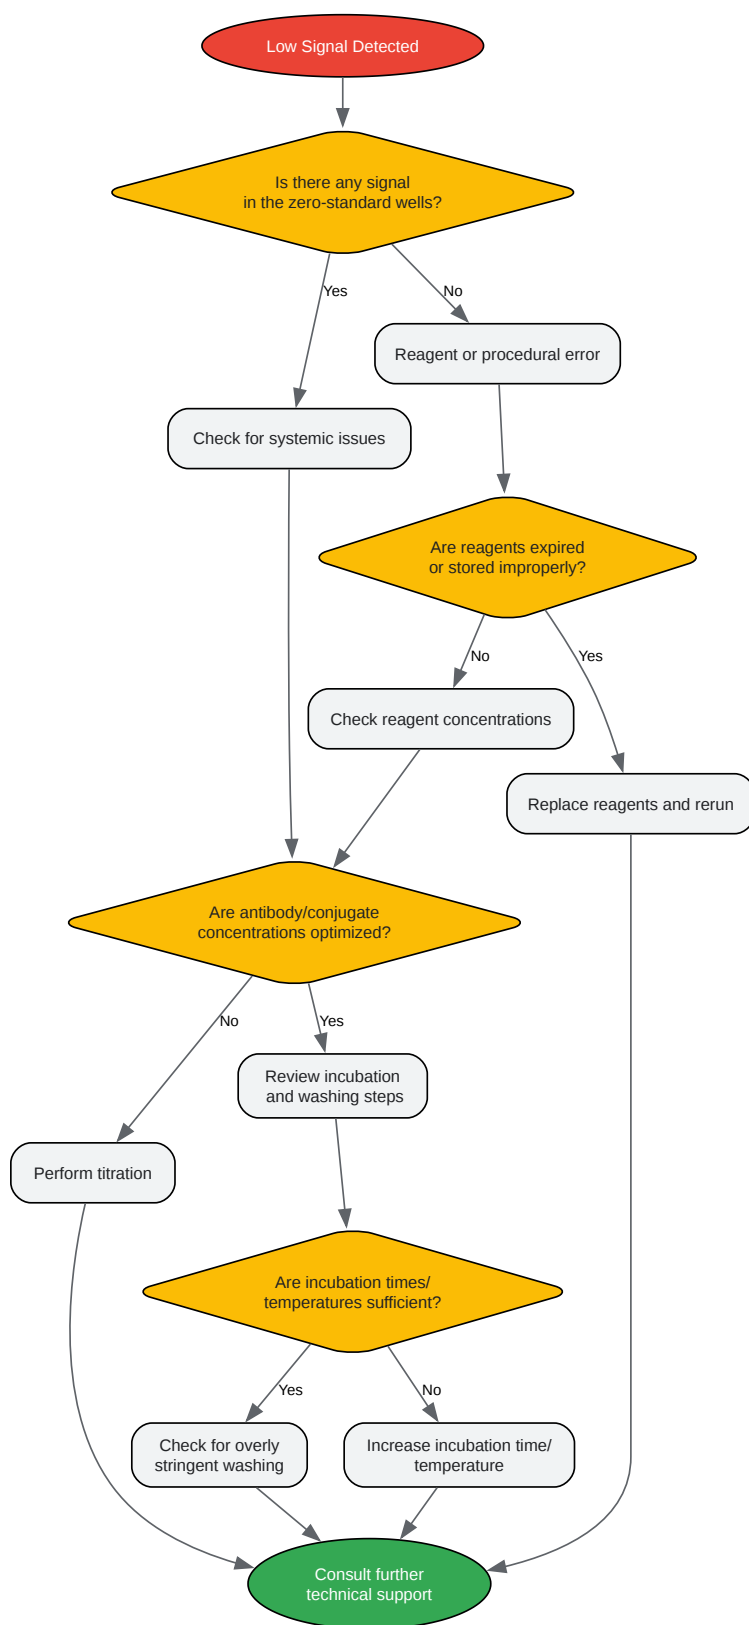 Low Signal Detected
Is there any signal
in the zero-standard wells?
Yes
No
Reagent or procedural error
Check for systemic issues
Are reagents expired
or stored improperly?
No
Yes
Check reagent concentrations
Replace reagents and rerun
Are antibody/conjugate
concentrations optimized?
No
Yes
Review incubation
and washing steps
Perform titration
Are incubation times/
temperatures sufficient?
Yes
No
Check for overly
stringent washing
Increase incubation time/
temperature
Consult further
technical support